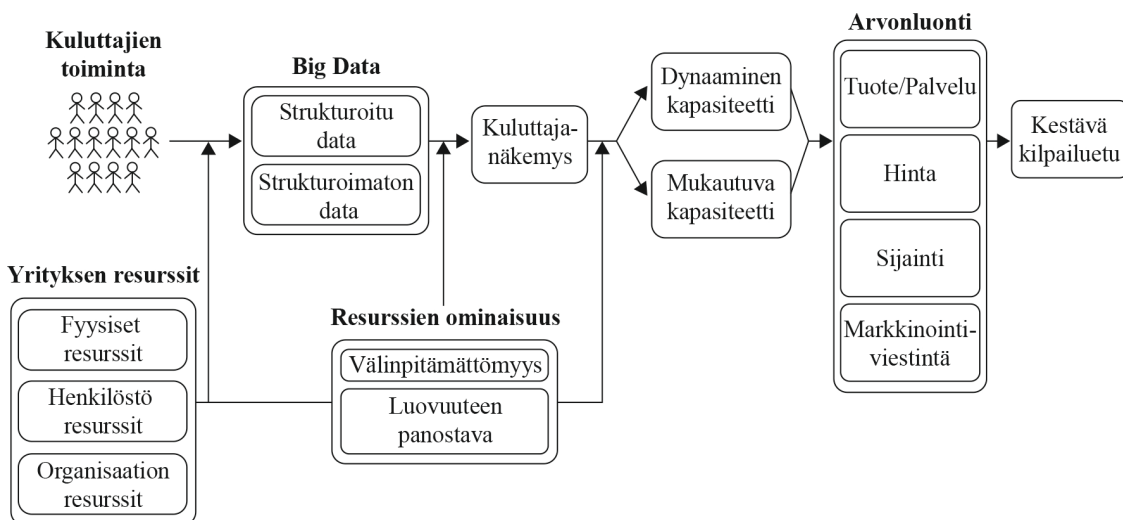 Kuluttajien
toiminta
Big Data
Strukturoitu
data
Strukturoimaton
data
Kuluttaja-
näkemys
Dynaaminen
kapasiteetti
Mukautuva
kapasiteetti
Arvonluonti
Tuote/Palvelu
Hinta
Sijainti
Markkinointi-
viestintä
Kestävä
kilpailuetu
Yrityksen resurssit
Fyysiset
resurssit
Henkilöstö
resurssit
Organisaation
resurssit
Resurssien ominaisuus
Välinpitämättömyys
Luovuuteen
panostava